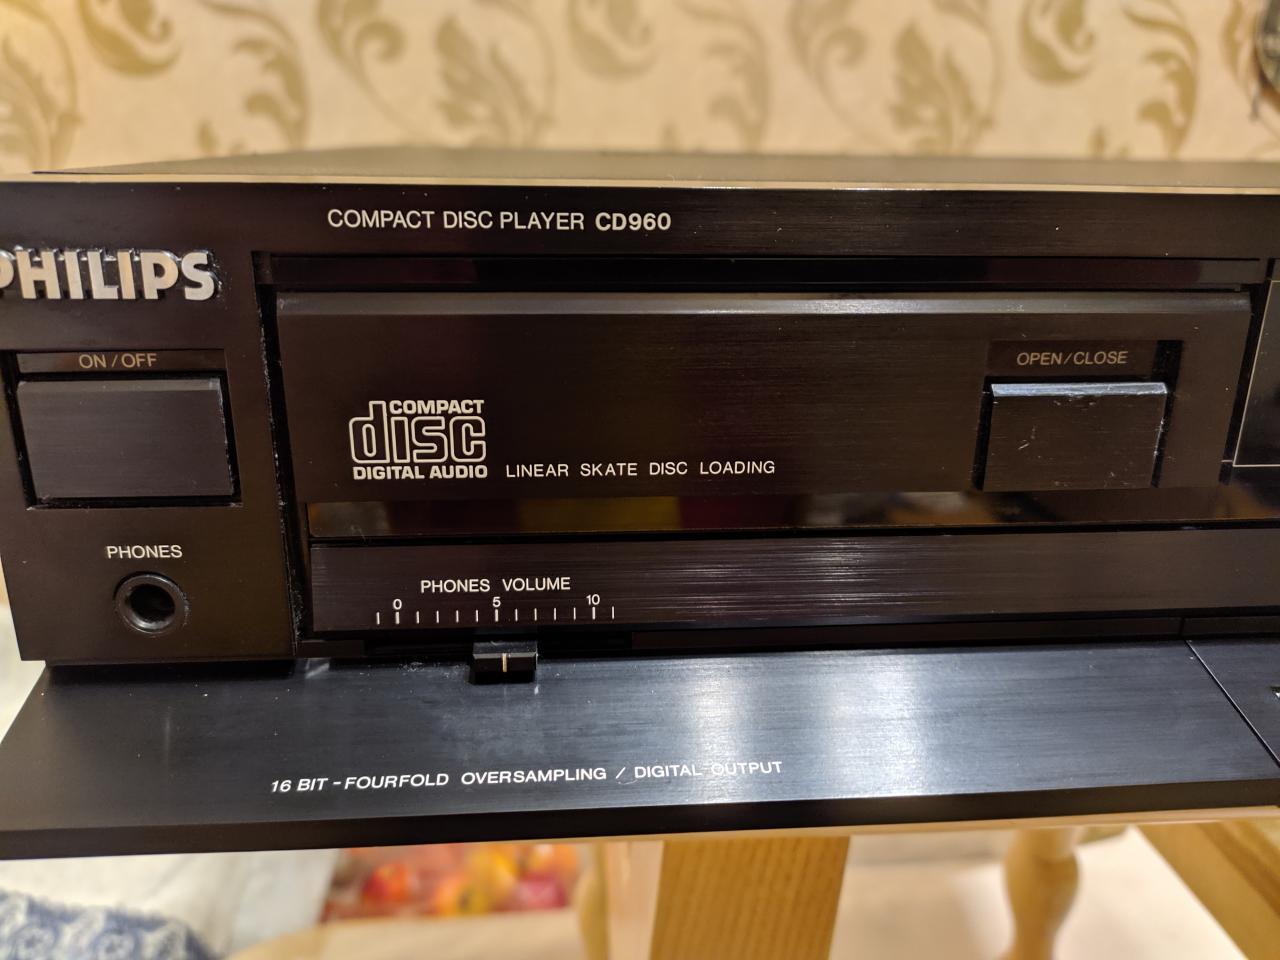 COMPACT DISC PLAYER CD960
PHILIPS
ON/OFF
OPEN/CLOSE
COMPACT
disc
DIGITAL AUDIO
LINEAR SKATE DISC LOADING
PHONES
PHONES VOLUME
0 5 10
16 BIT - FOURFOLD OVERSAMPLING / DIGITAL OUTPUT